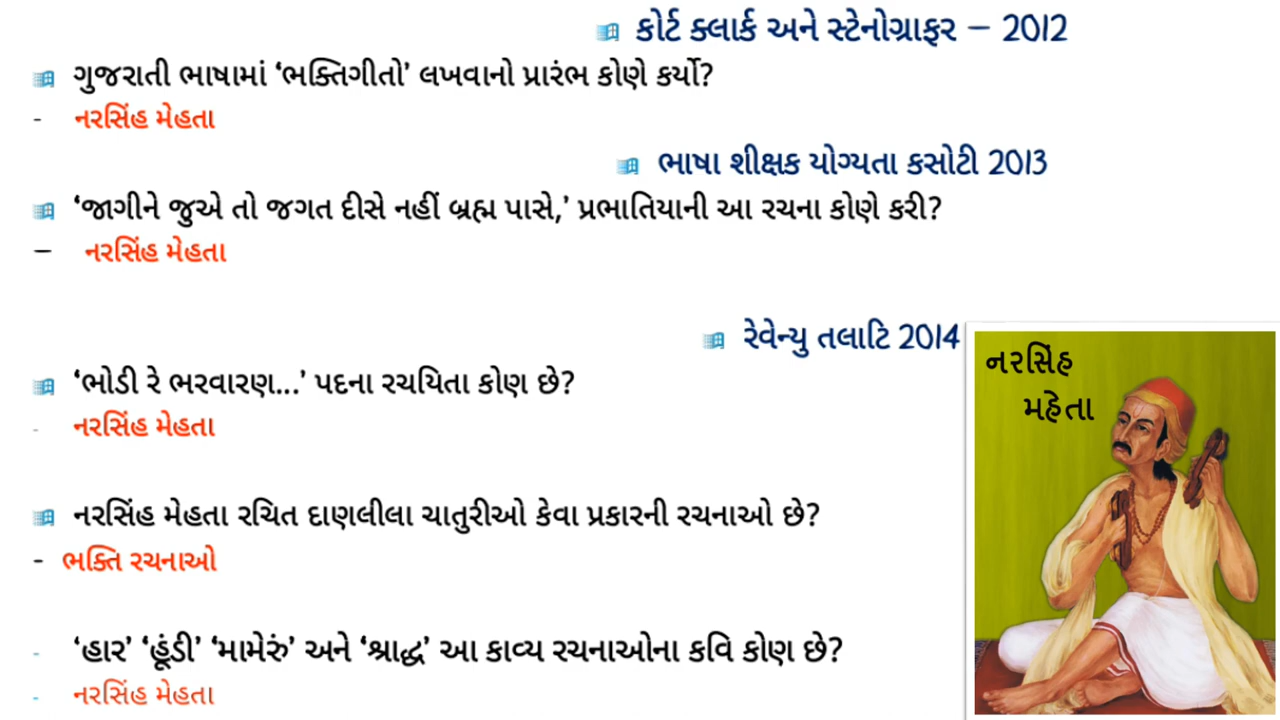 કોર્ટ ક્લાર્ક અને સ્ટેનોગ્રાફર – 2012
ગુજરાતી ભાષામાં ‘ભક્તિગીતો’ લખવાનો પ્રારંભ કોણે કર્યો?
- નરસિંહ મેહતા
ભાષા શીક્ષક યોગ્યતા કસોટી 2013
‘જાગીને જુએ તો જગત દીસે નહીં બ્રહ્મ પાસે,’ પ્રભાતિયાની આ રચના કોણે કરી?
– નરસિંહ મેહતા
રેવેન્યુ તલાટિ 2014
‘ભોડી રે ભરવારણ...’ પદના રચયિતા કોણ છે?
- નરસિંહ મેહતા
નરસિંહ મેહતા રચિત દાણલીલા ચાતુરીઓ કેવા પ્રકારની રચનાઓ છે?
- ભક્તિ રચનાઓ
- ‘હાર’ ‘હૂંડી’ ‘મામેરું’ અને ‘શ્રાદ્ધ’ આ કાવ્ય રચનાઓના કવિ કોણ છે?
- નરસિંહ મેહતા
નરસિંહ
મહેતા